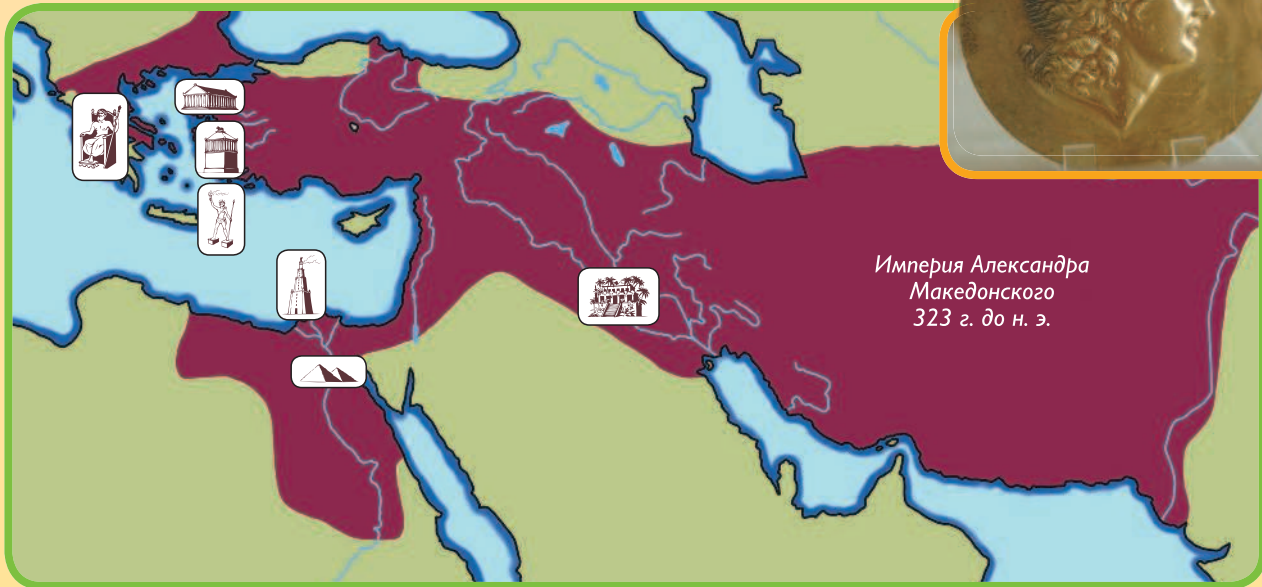 Империя Александра
Македонского
323 г. до н. э.